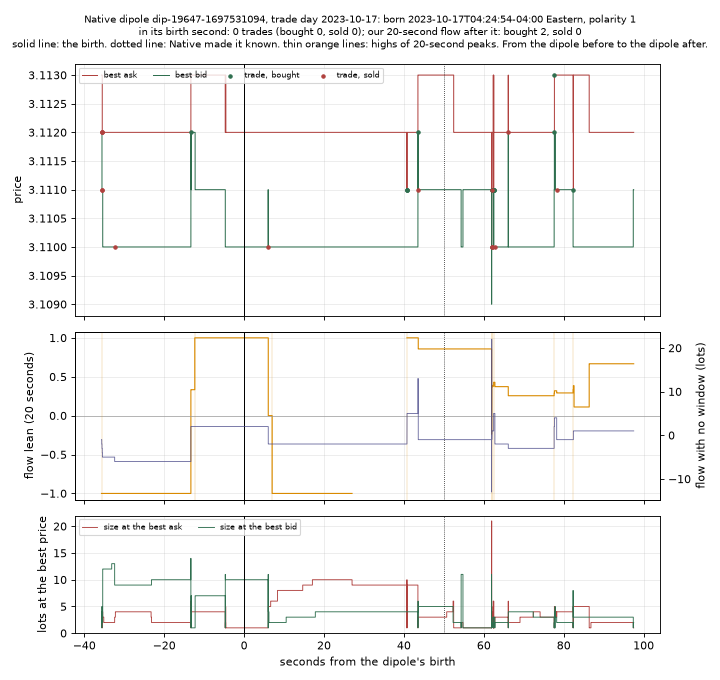 Native dipole dip-19647-1697531094, trade day 2023-10-17: born 2023-10-17T04:24:54-04:00 Eastern, polarity 1
in its birth second: 0 trades (bought 0, sold 0); our 20-second flow after it: bought 2, sold 0
solid line: the birth. dotted line: Native made it known. thin orange lines: highs of 20-second peaks. From the dipole before to the dipole after.
best ask best bid trade, bought trade, sold
3.1130
3.1125
3.1120
3.1115
3.1110
3.1105
3.1100
3.1095
3.1090
price
1.0
0.5
0.0
−0.5
−1.0
flow lean (20 seconds)
20
10
0
−10
flow with no window (lots)
size at the best ask size at the best bid
20
15
10
5
0
lots at the best price
−40 −20 0 20 40 60 80 100
seconds from the dipole's birth